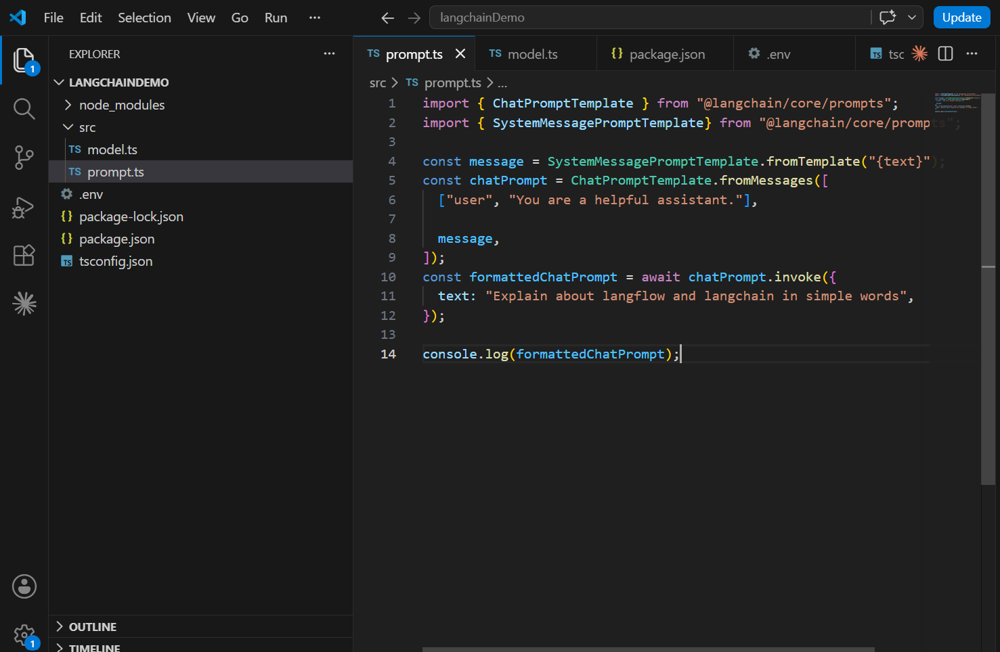 File Edit Selection View Go Run ...
langchainDemo
Update
EXPLORER ...
1
LANGCHAINDEMO
node_modules
src
TS model.ts
TS prompt.ts
.env
{} package-lock.json
{} package.json
TS tsconfig.json
OUTLINE
1
TIMELINE
TS prompt.ts
TS model.ts
{} package.json
.env
TS tsc
...
src > TS prompt.ts > ...
1 import { ChatPromptTemplate } from "@langchain/core/prompts";
2 import { SystemMessagePromptTemplate} from "@langchain/core/prompts";
3
4 const message = SystemMessagePromptTemplate.fromTemplate("{text}");
5 const chatPrompt = ChatPromptTemplate.fromMessages([
6 ["user", "You are a helpful assistant."],
7
8 message,
9 ]);
10 const formattedChatPrompt = await chatPrompt.invoke({
11 text: "Explain about langflow and langchain in simple words",
12 });
13
14 console.log(formattedChatPrompt);